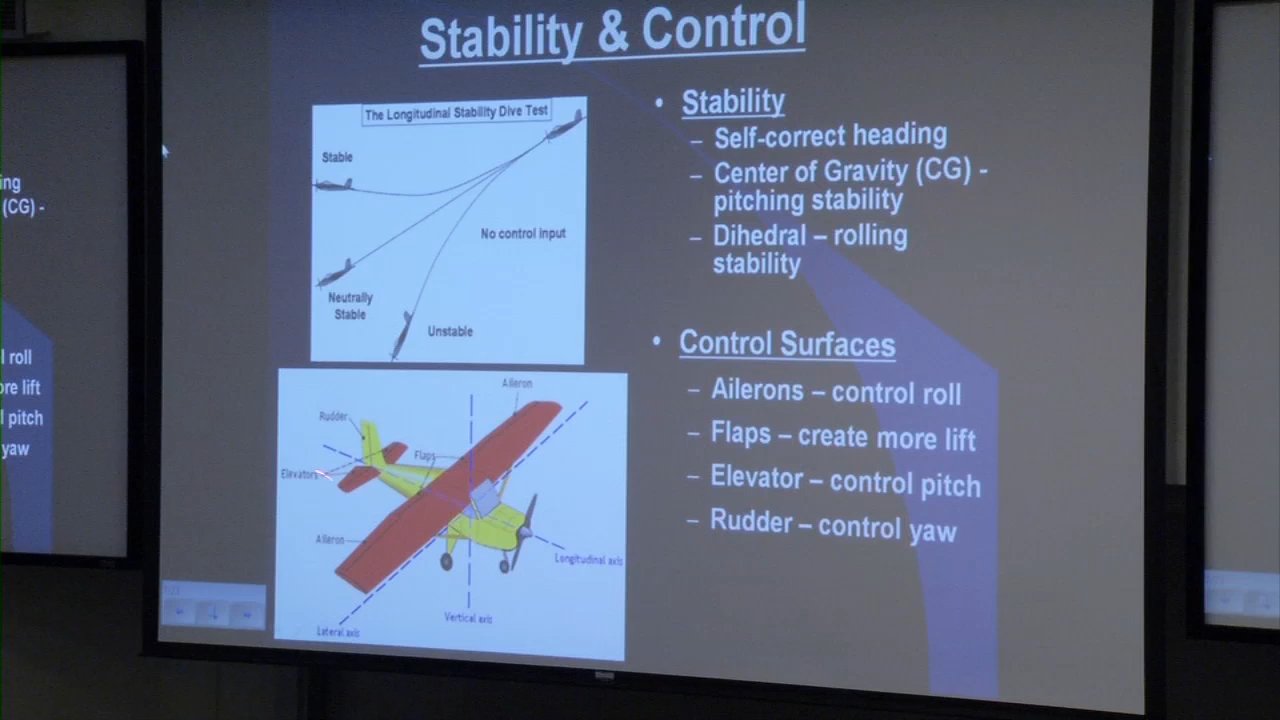 Stability & Control
The Longitudinal Stability Dive Test
Stable
No control input
Neutrally
Stable
Unstable
Aileron
Rudder
Flaps
Elevators
Aileron
Longitudinal axis
Vertical axis
Lateral axis
• Stability
– Self-correct heading
– Center of Gravity (CG) -
pitching stability
– Dihedral – rolling
stability
• Control Surfaces
– Ailerons – control roll
– Flaps – create more lift
– Elevator – control pitch
– Rudder – control yaw
ing
(CG) -
l roll
ore lift
l pitch
yaw